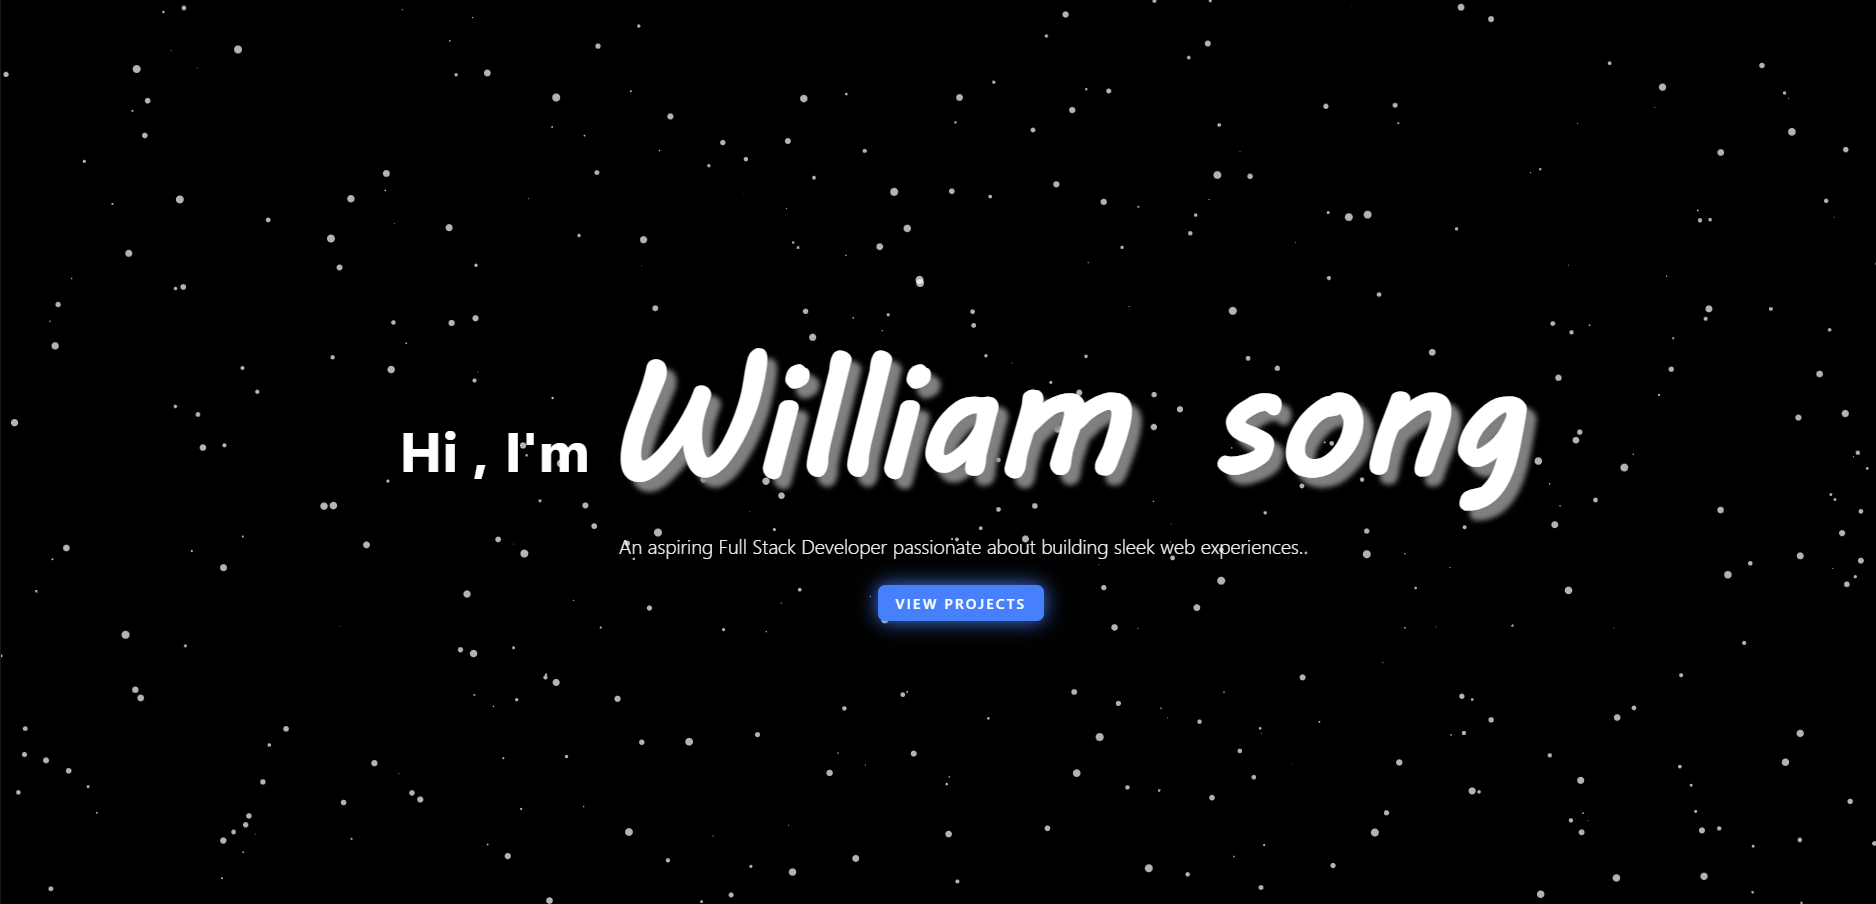 Hi , I'm William song
An aspiring Full Stack Developer passionate about building sleek web experiences..
VIEW PROJECTS